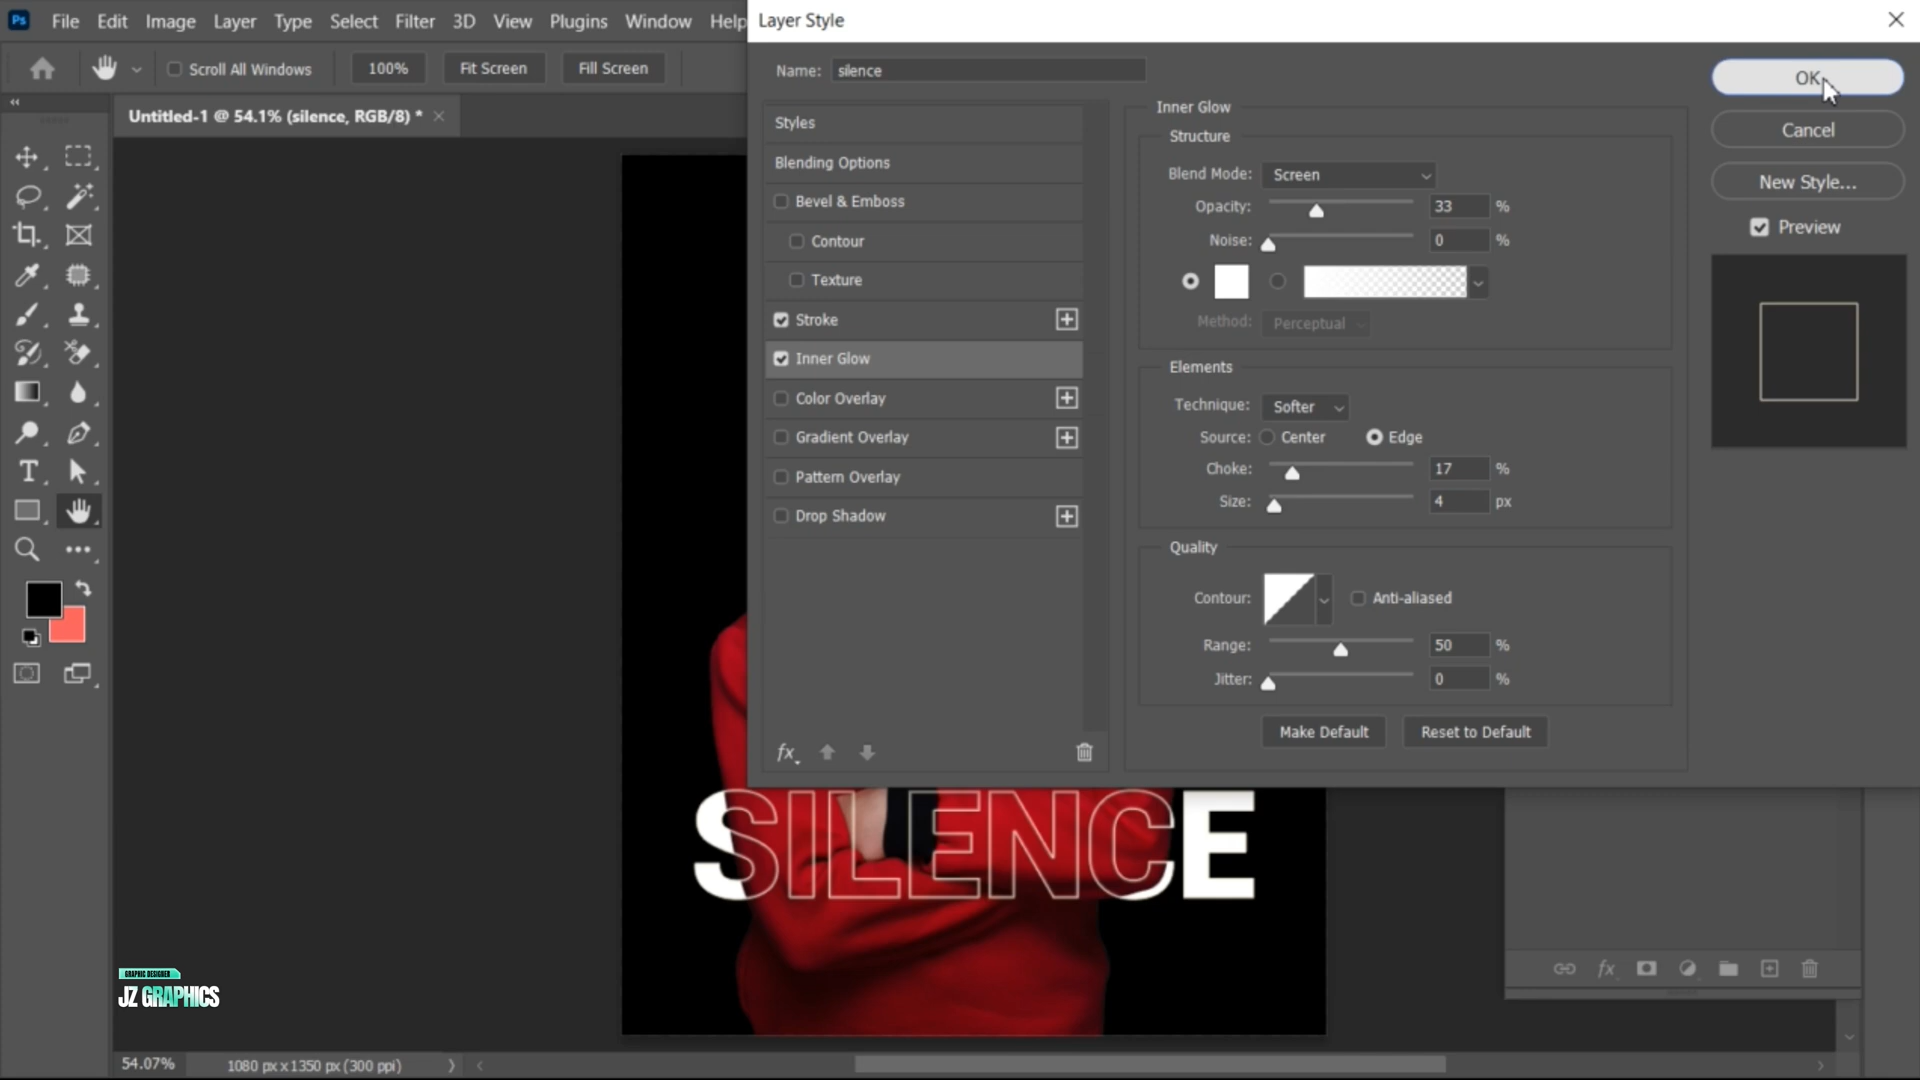 Ps File Edit Image Layer Type Select Filter 3D View Plugins Window Help
Layer Style
Scroll All Windows 100% Fit Screen Fill Screen
Name: silence
OK
Untitled-1 @ 54.1% (silence, RGB/8) *
Styles
Blending Options
Bevel & Emboss
Contour
Texture
Stroke
Inner Glow
Color Overlay
Gradient Overlay
Pattern Overlay
Drop Shadow
fx
Inner Glow
Structure
Blend Mode: Screen
Opacity: 33 %
Noise: 0 %
Method: Perceptual
Elements
Technique: Softer
Source: Center Edge
Choke: 17 %
Size: 4 px
Quality
Contour: Anti-aliased
Range: 50 %
Jitter: 0 %
Make Default Reset to Default
Cancel
New Style...
Preview
T
SILENCE
fx
GRAPHIC DESIGNER
JZ GRAPHICS
54.07% 1080 px x 1350 px (300 ppi)